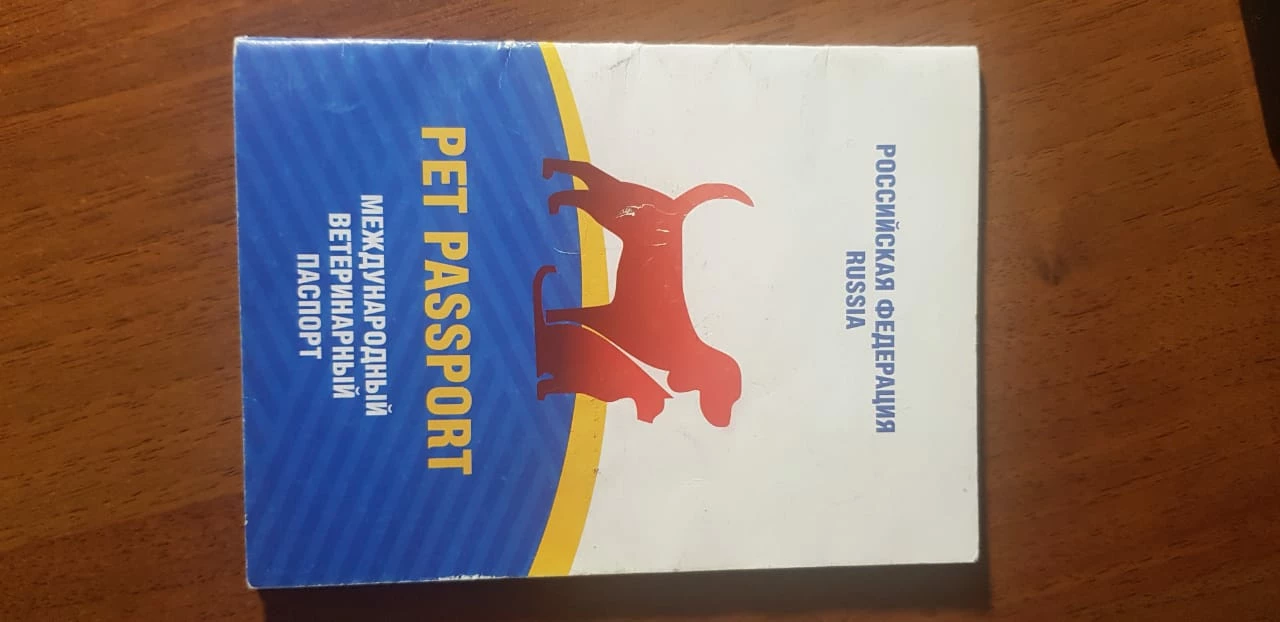 РОССИЙСКАЯ ФЕДЕРАЦИЯ
RUSSIA
PET PASSPORT
МЕЖДУНАРОДНЫЙ
ВЕТЕРИНАРНЫЙ
ПАСПОРТ